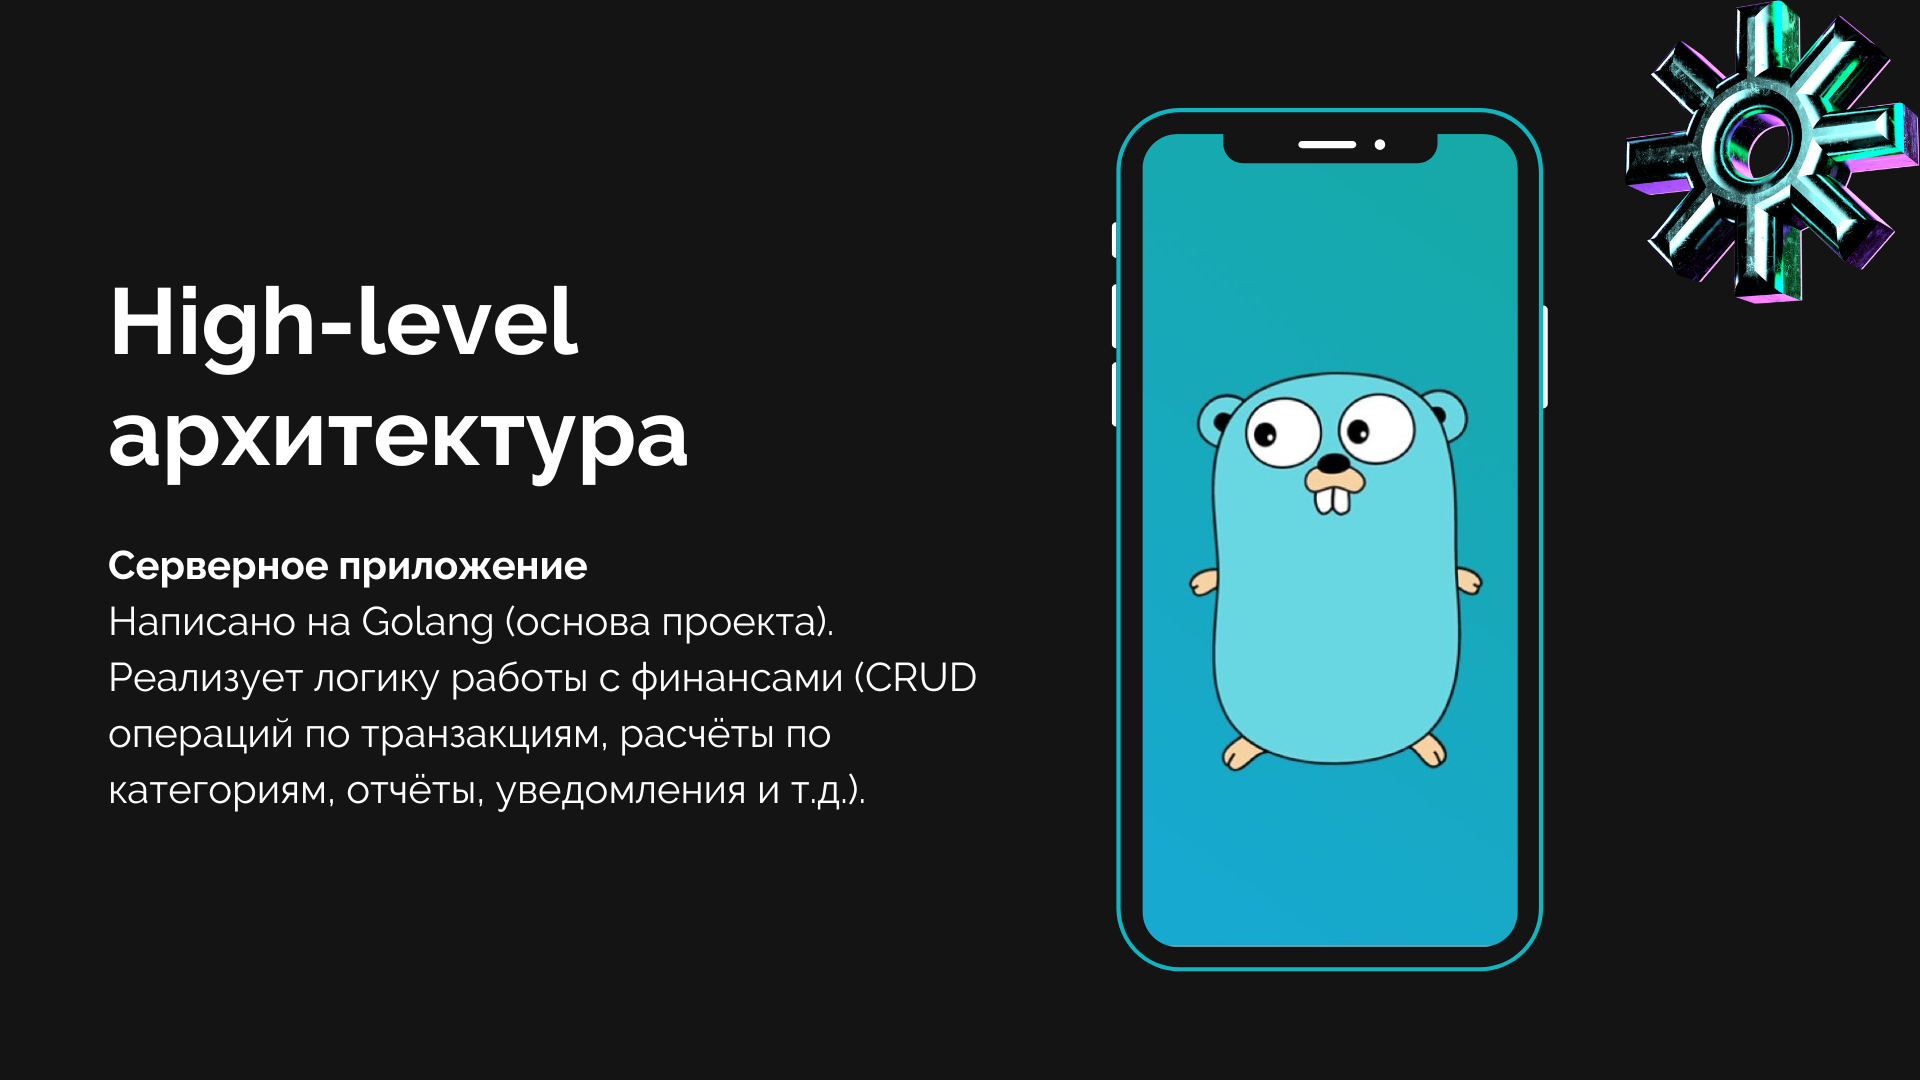 High-level
архитектура
Серверное приложение
Написано на Golang (основа проекта).
Реализует логику работы с финансами (CRUD
операций по транзакциям, расчёты по
категориям, отчёты, уведомления и т.д.).